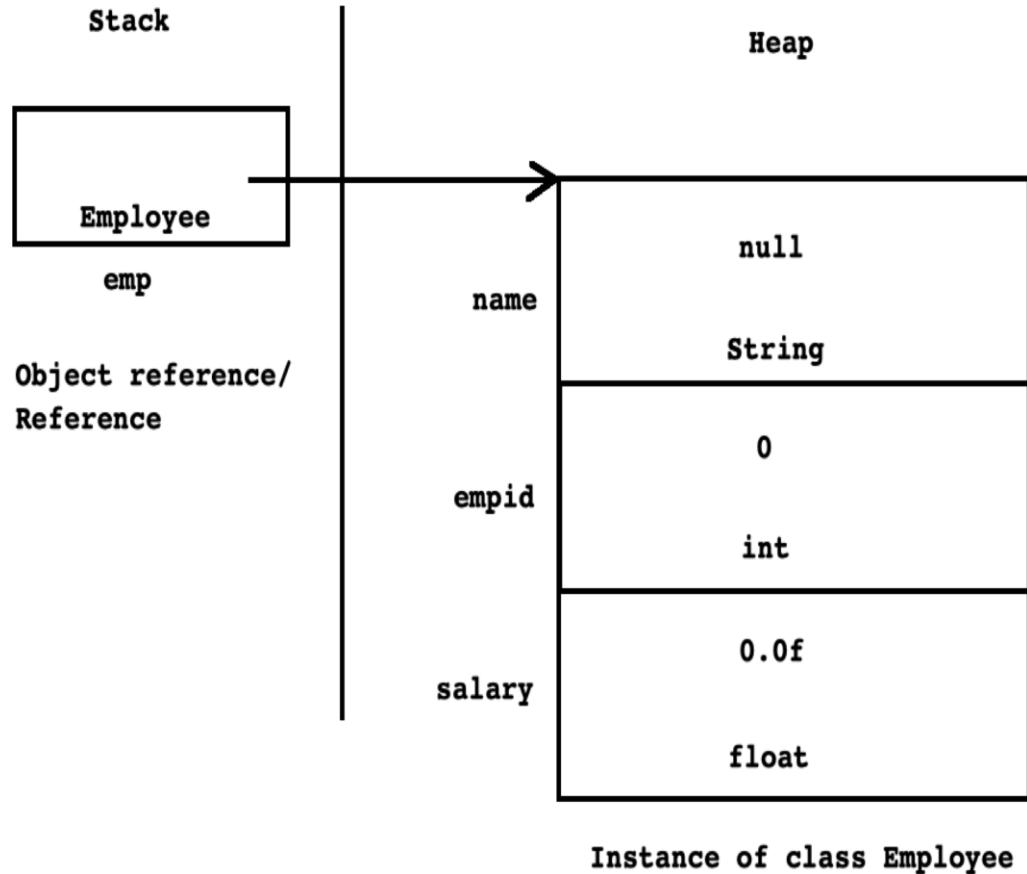 Stack
Heap
Employee
emp
Object reference/
Reference
name
null
String
empid
0
int
salary
0.0f
float
Instance of class Employee